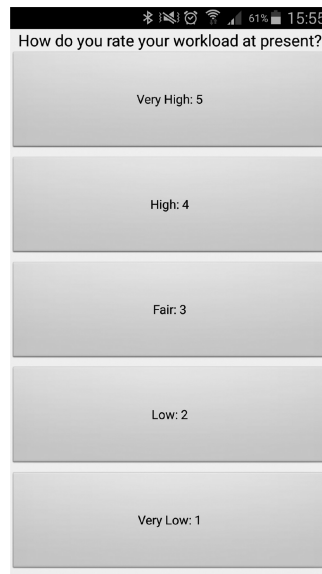 61% 15:55
How do you rate your workload at present?
Very High: 5
High: 4
Fair: 3
Low: 2
Very Low: 1